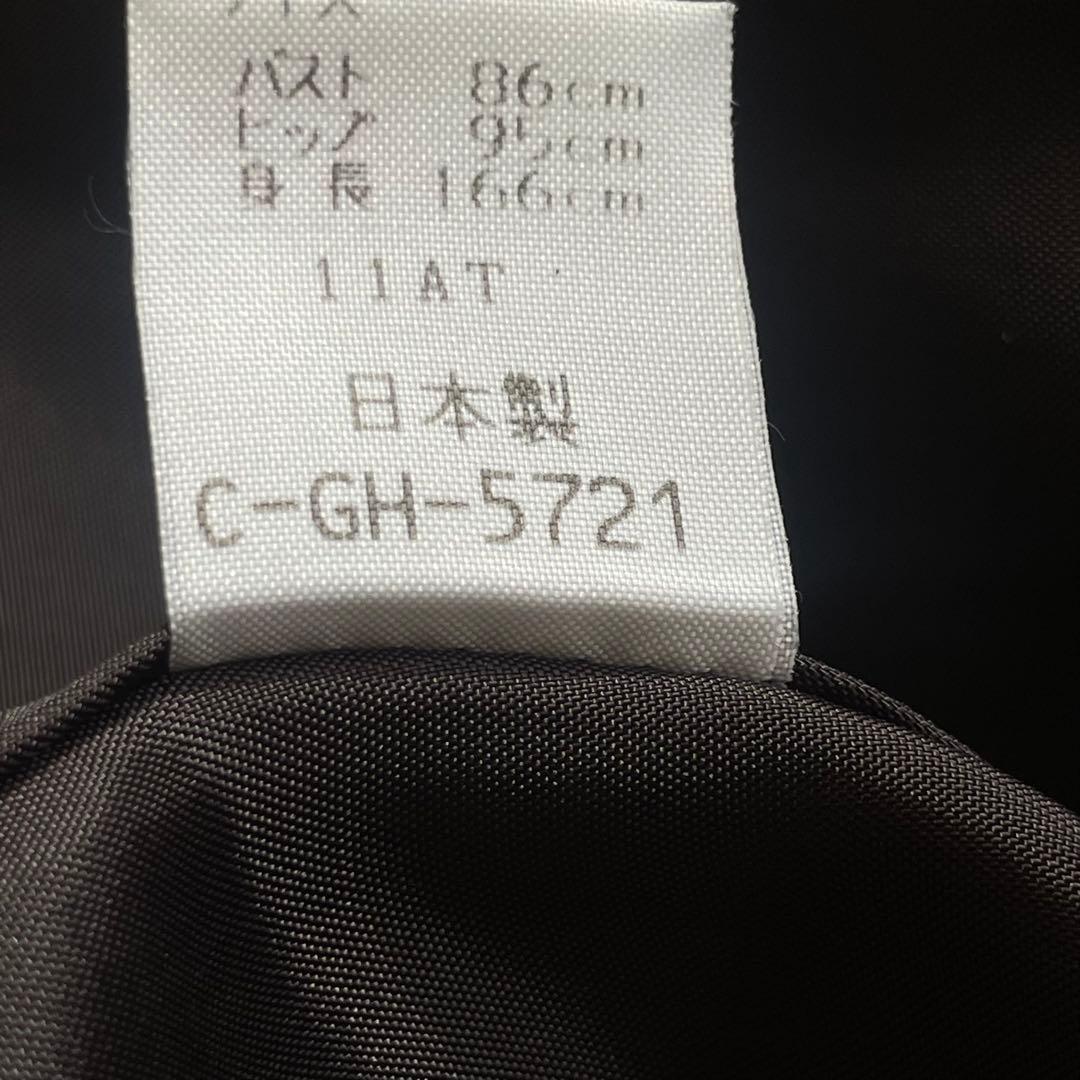 バスト 86cm
ヒップ 95cm
身長 166cm
11AT
日本製
C-GH-5721